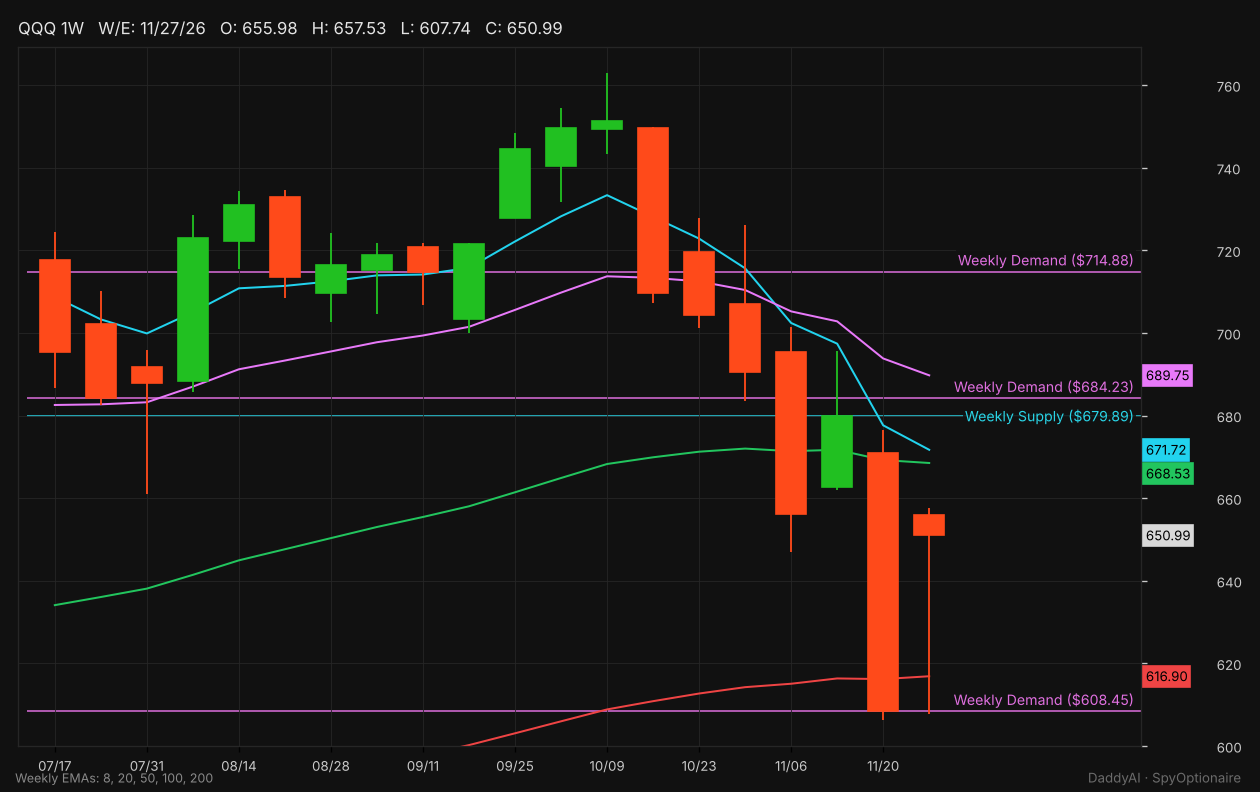 QQQ 1W W/E: 11/27/26 O: 655.98 H: 657.53 L: 607.74 C: 650.99
760
740
720
700
680
660
640
620
600
Weekly Demand ($714.88)
Weekly Demand ($684.23)
Weekly Supply ($679.89)
Weekly Demand ($608.45)
689.75
671.72
668.53
650.99
616.90
07/17 07/31 08/14 08/28 09/11 09/25 10/09 10/23 11/06 11/20
Weekly EMAs: 8, 20, 50, 100, 200
DaddyAI · SpyOptionaire